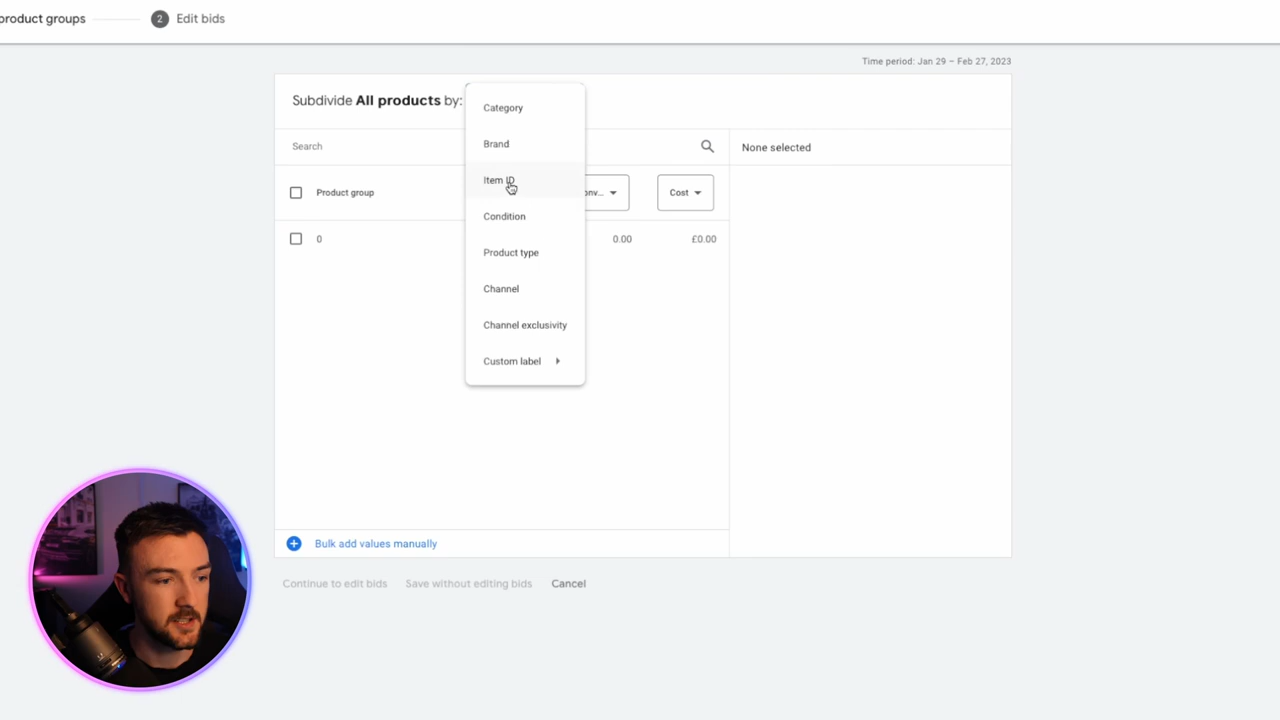 product groups
2 Edit bids
Time period: Jan 29 – Feb 27, 2023
Subdivide All products by:
Category
Brand
Item ID
Condition
Product type
Channel
Channel exclusivity
Custom label
Search
None selected
Product group
onv...
Cost
0
0.00
£0.00
Bulk add values manually
Continue to edit bids
Save without editing bids
Cancel